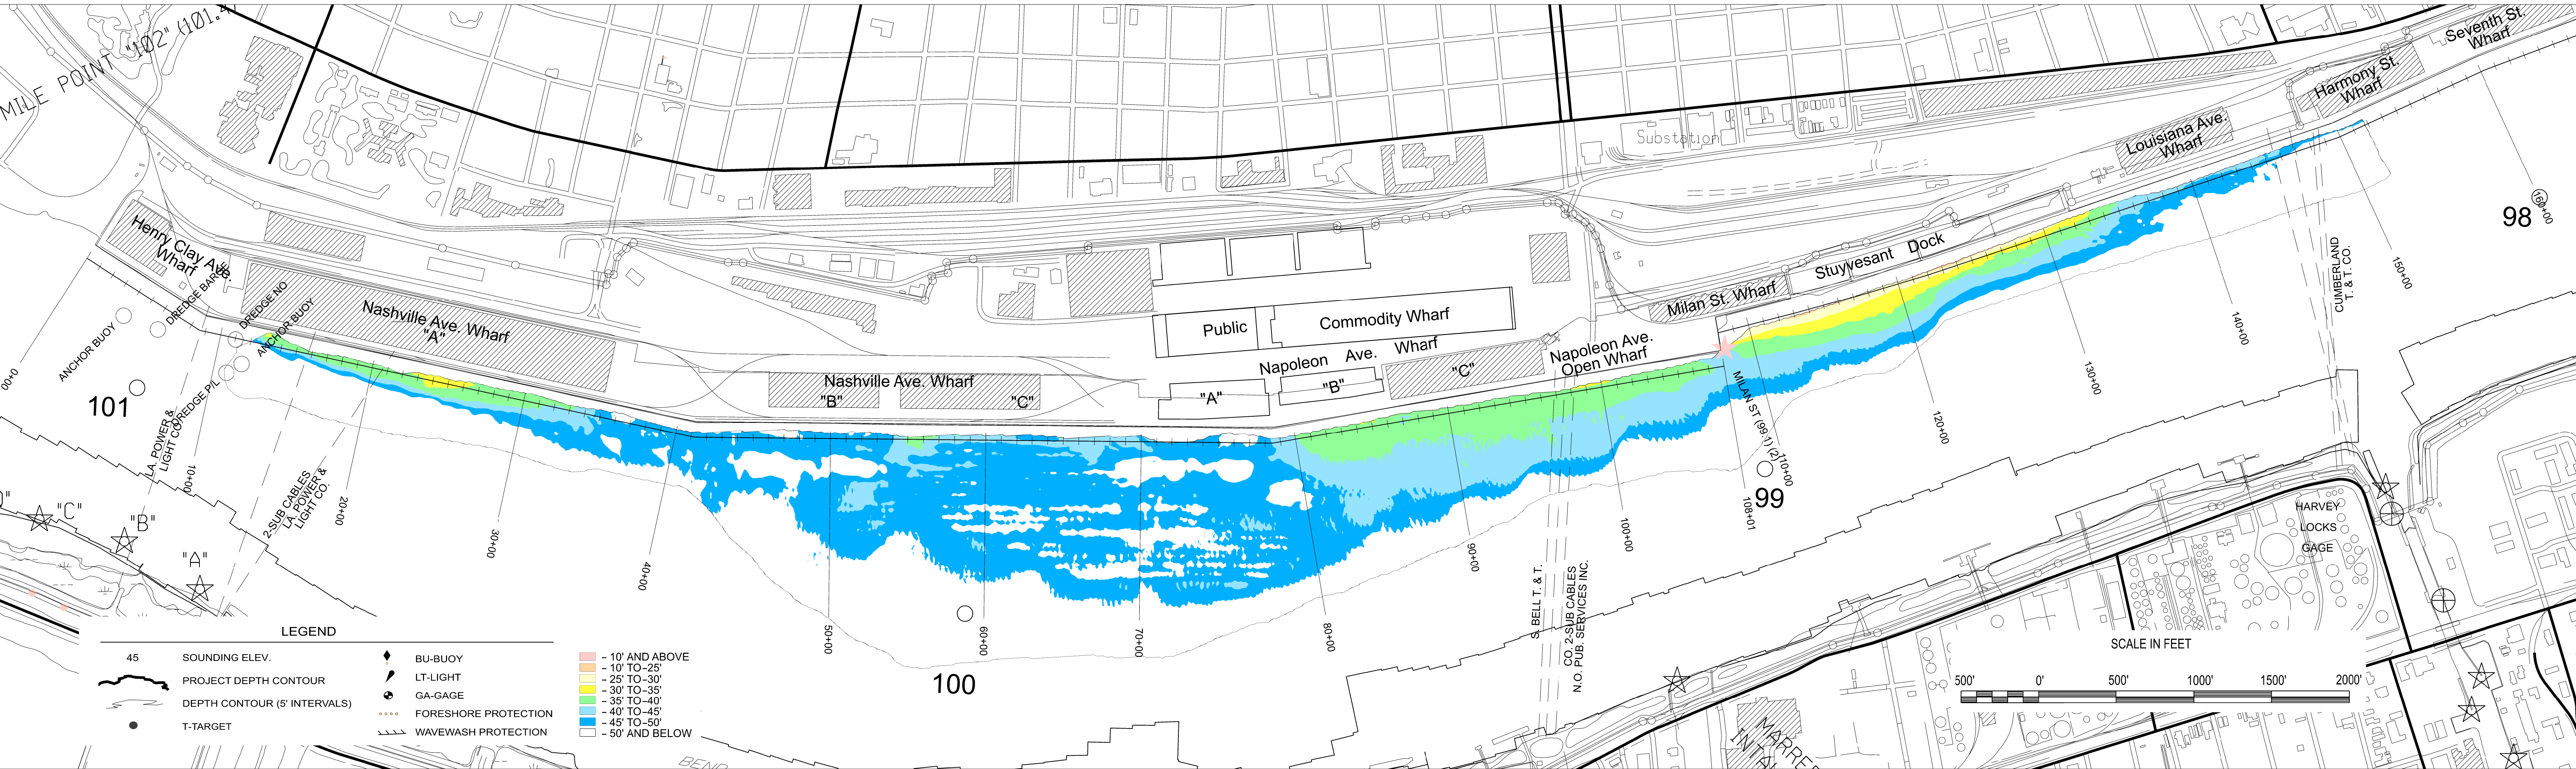 MILE POINT "102" (101.4
Seventh St.
Wharf
Harmony St.
Wharf
Louisiana Ave.
Wharf
Substation
Henry Clay Ave.
Wharf
DREDGE BARGE
DREDGE NO
ANCHOR BUOY
ANCHOR BUOY
DREDGE P/L
Nashville Ave. Wharf
"A"
Nashville Ave. Wharf
"B"
"C"
Public
Commodity Wharf
Napoleon Ave. Wharf
"A"
"B"
"C"
Napoleon Ave.
Open Wharf
Milan St. Wharf
Stuyvesant Dock
MILAN ST (99.1) (2)
98
99
100
101
00+0
10+00
20+00
30+00
40+00
50+00
60+00
70+00
80+00
90+00
100+00
108+01
110+00
120+00
130+00
140+00
150+00
160+00
LA. POWER &
LIGHT CO.
2-SUB CABLES
LA. POWER &
LIGHT CO.
S. BELL T. & T.
CO. 2-SUB CABLES
N.O. PUB. SERVICES INC.
CUMBERLAND
T. & T. CO.
"C"
"B"
"A"
HARVEY
LOCKS
GAGE
LEGEND
45 SOUNDING ELEV.
PROJECT DEPTH CONTOUR
DEPTH CONTOUR (5' INTERVALS)
T-TARGET
BU-BUOY
LT-LIGHT
GA-GAGE
FORESHORE PROTECTION
WAVEWASH PROTECTION
– 10' AND ABOVE
– 10' TO–25'
– 25' TO–30'
– 30' TO–35'
– 35' TO–40'
– 40' TO–45'
– 45' TO–50'
– 50' AND BELOW
SCALE IN FEET
500' 0' 500' 1000' 1500' 2000'